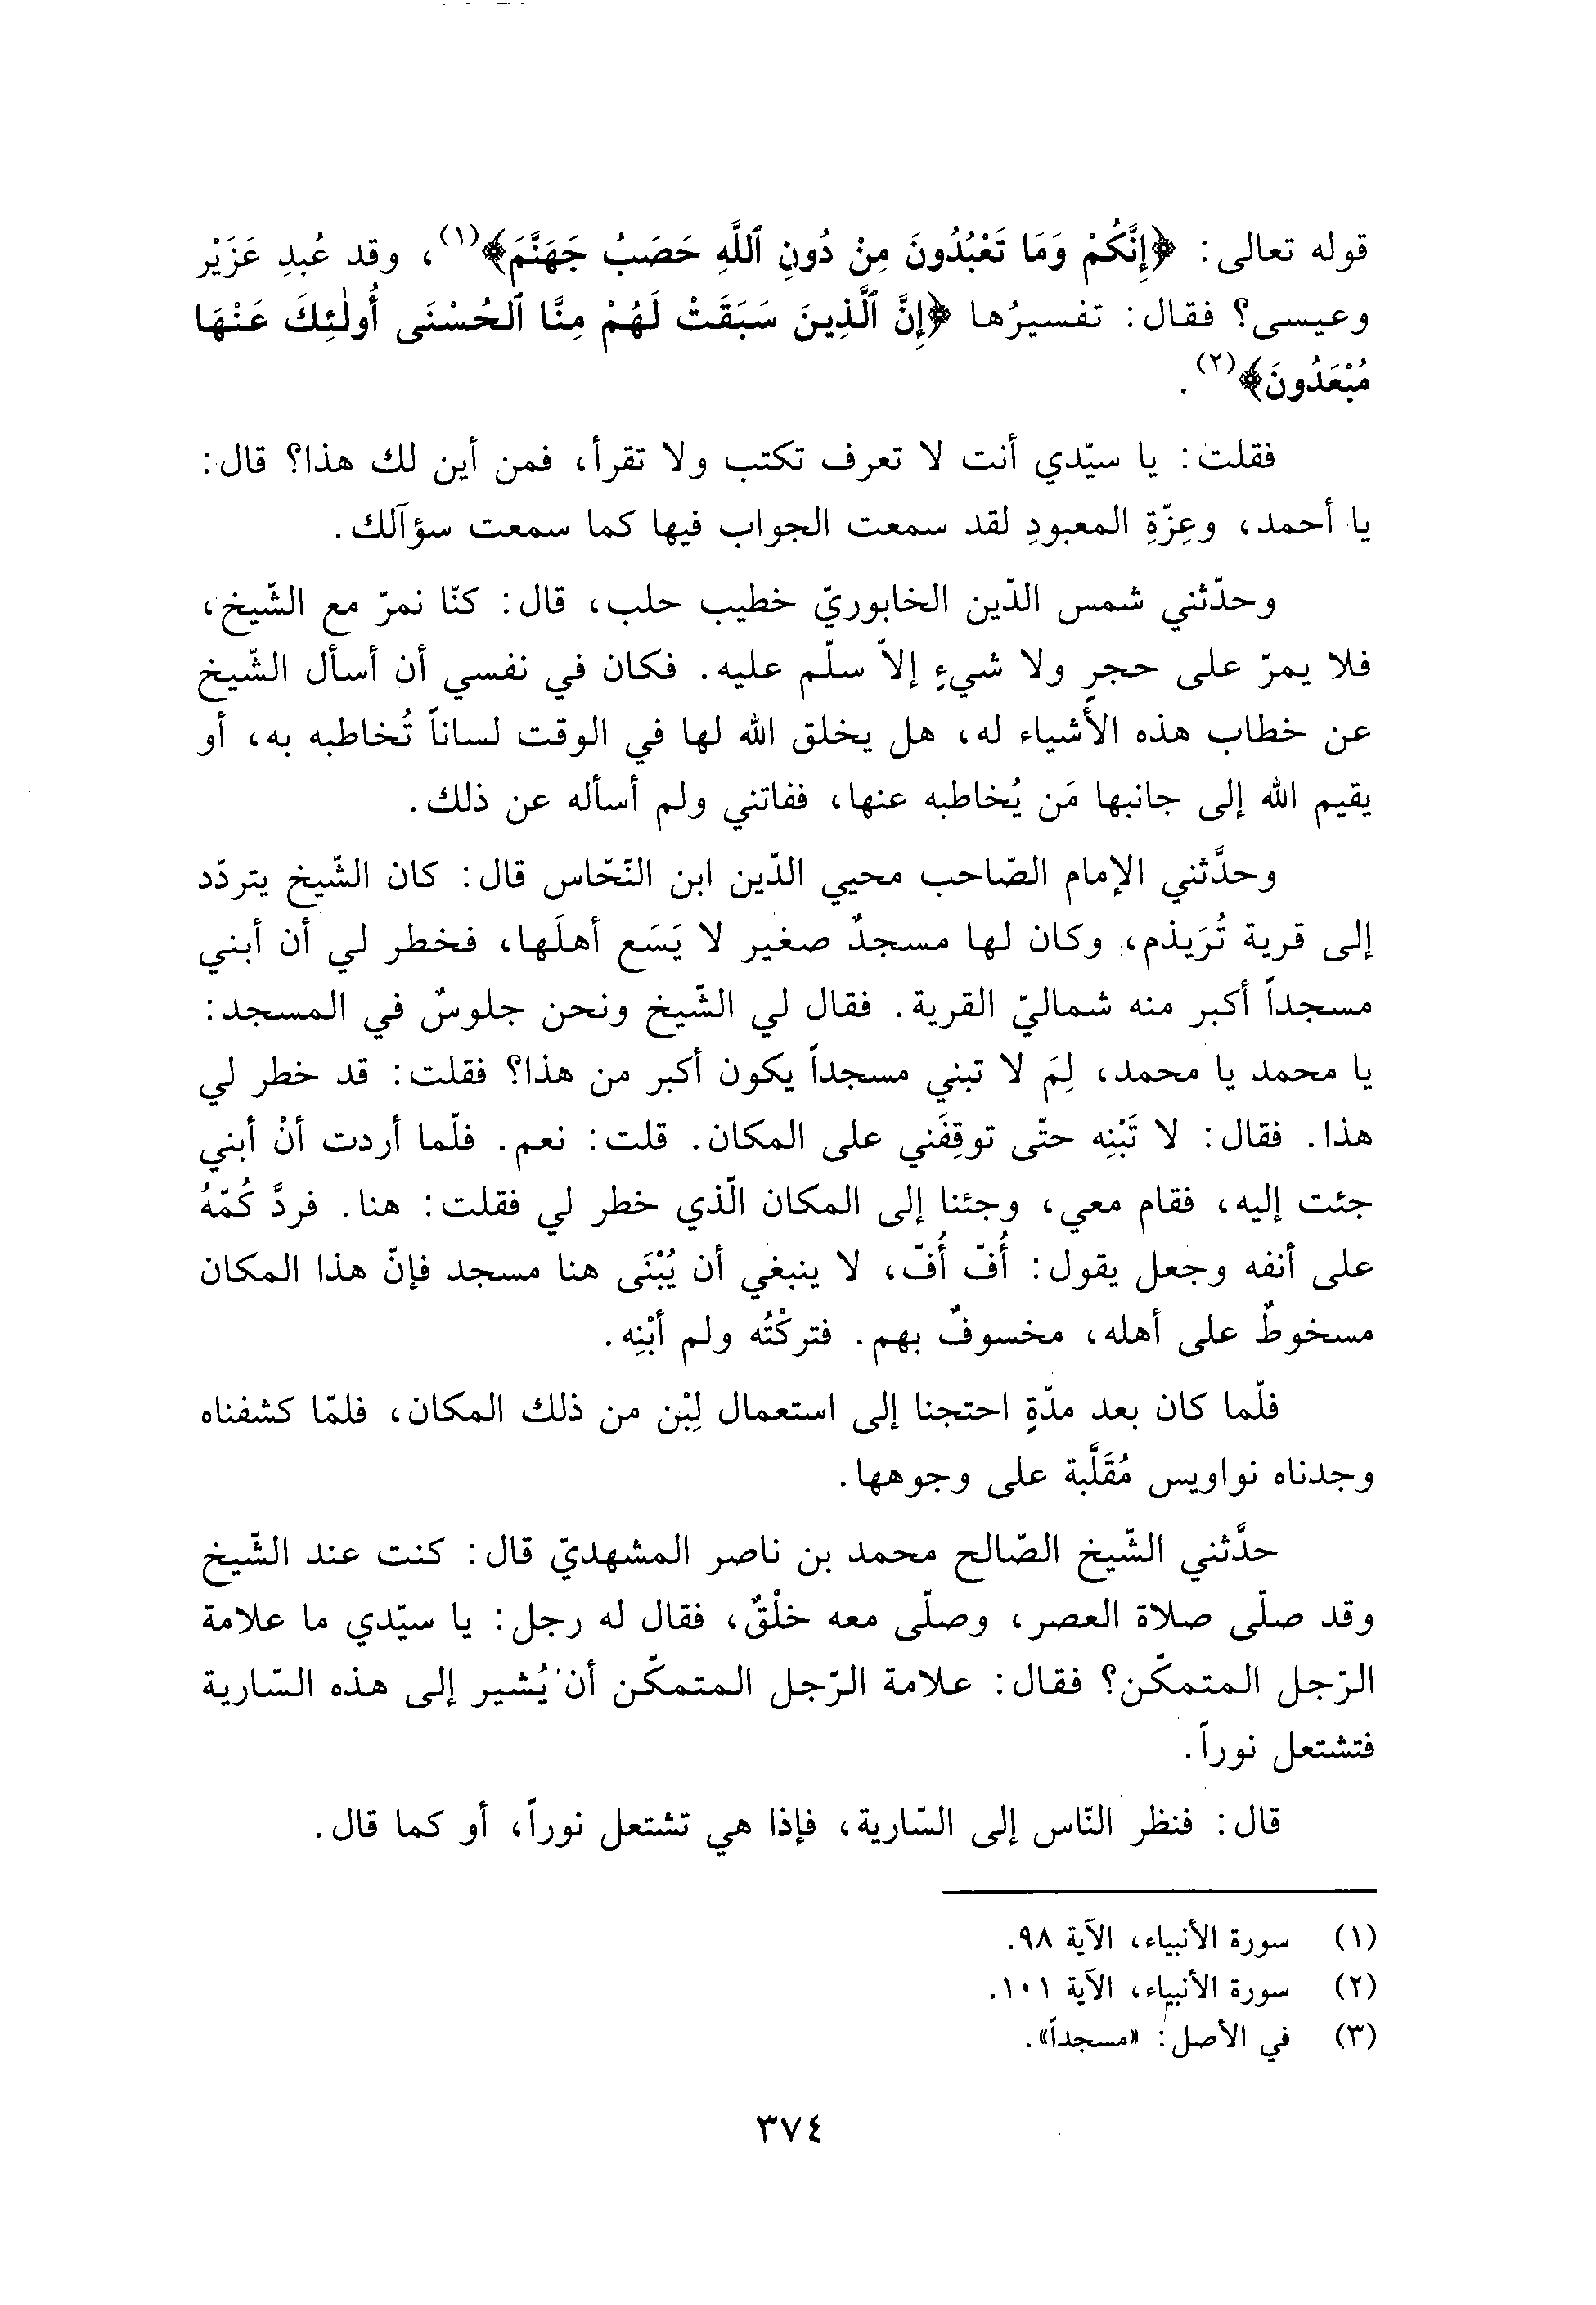 قوله تعالى: ﴿إِنَّكُمْ وَمَا تَعْبُدُونَ مِنْ دُونِ ٱللَّهِ حَصَبُ جَهَنَّمَ﴾(١)، وقد عُبدِ عَزَيْر
وعيسى؟ فقال: تفسيرُها ﴿إِنَّ ٱلَّذِينَ سَبَقَتْ لَهُمْ مِنَّا ٱلحُسْنَى أُولٰئِكَ عَنْهَا
مُبْعَدُونَ﴾(٢).
فقلت: يا سيّدي أنت لا تعرف تكتب ولا تقرأ، فمن أين لك هذا؟ قال:
يا أحمد، وعِزّةِ المعبودِ لقد سمعت الجواب فيها كما سمعت سؤآلك.
وحدّثني شمس الدّين الخابوريّ خطيب حلب، قال: كنّا نمرّ مع الشّيخ،
فلا يمرّ على حجرٍ ولا شيءٍ إلاّ سلّم عليه. فكان في نفسي أن أسأل الشّيخ
عن خطاب هذه الأشياء له، هل يخلق الله لها في الوقت لساناً تُخاطبه به، أو
يقيم الله إلى جانبها مَن يُخاطبه عنها، ففاتني ولم أسأله عن ذلك.
وحدَّثني الإمام الصّاحب محيي الدّين ابن النّحّاس قال: كان الشّيخ يتردّد
إلى قرية تُرَيذم، وكان لها مسجدٌ صغير لا يَسَع أهلَها، فخطر لي أن أبني
مسجداً أكبر منه شماليّ القرية. فقال لي الشّيخ ونحن جلوسٌ في المسجد:
يا محمد يا محمد، لِمَ لا تبني مسجداً يكون أكبر من هذا؟ فقلت: قد خطر لي
هذا. فقال: لا تَبْنِه حتّى توقِفَني على المكان. قلت: نعم. فلّما أردت أنْ أبني
جئت إليه، فقام معي، وجئنا إلى المكان الّذي خطر لي فقلت: هنا. فردَّ كُمّهُ
على أنفه وجعل يقول: أُفّ أُفّ، لا ينبغي أن يُبْنَى هنا مسجد فإنّ هذا المكان
مسخوطٌ على أهله، مخسوفٌ بهم. فتركْتُه ولم أبْنِه.
فلّما كان بعد مدّةٍ احتجنا إلى استعمال لِبْن من ذلك المكان، فلمّا كشفناه
وجدناه نواويس مُقَلَّبة على وجوهها.
حدَّثني الشّيخ الصّالح محمد بن ناصر المشهديّ قال: كنت عند الشّيخ
وقد صلّى صلاة العصر، وصلّى معه خلْقٌ، فقال له رجل: يا سيّدي ما علامة
الرّجل المتمكّن؟ فقال: علامة الرّجل المتمكّن أن يُشير إلى هذه السّارية
فتشتعل نوراً.
قال: فنظر النّاس إلى السّارية، فإذا هي تشتعل نوراً، أو كما قال.
(١) سورة الأنبياء، الآية ٩٨.
(٢) سورة الأنبياء، الآية ١٠١.
(٣) في الأصل: «مسجداً».
٣٧٤